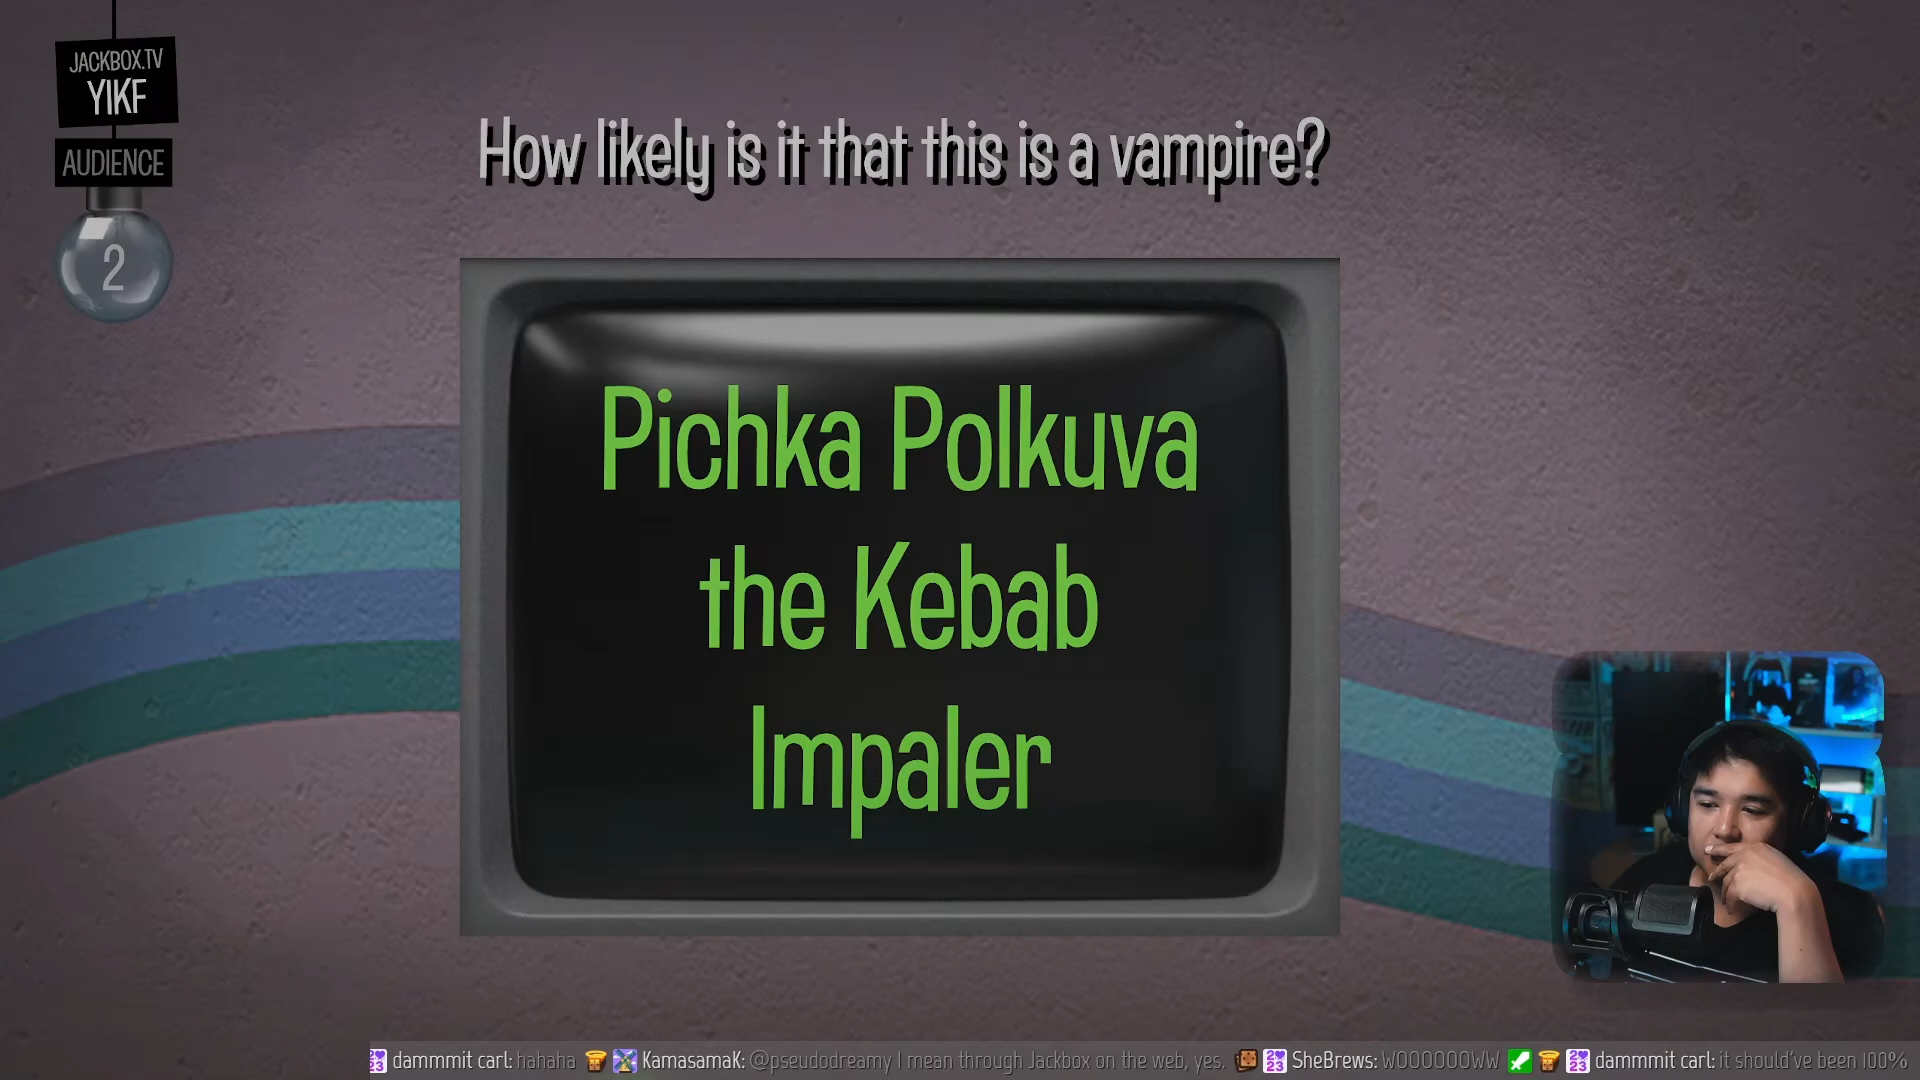 JACKBOX.TV
YIKF
AUDIENCE
2
How likely is it that this is a vampire?
Pichka Polkuva
the Kebab
Impaler
dammmit carl: hahaha KamasamaK: @pseudodreamy I mean through Jackbox on the web, yes. SheBrews: WOOOOOOWW dammmit carl: it should've been 100%